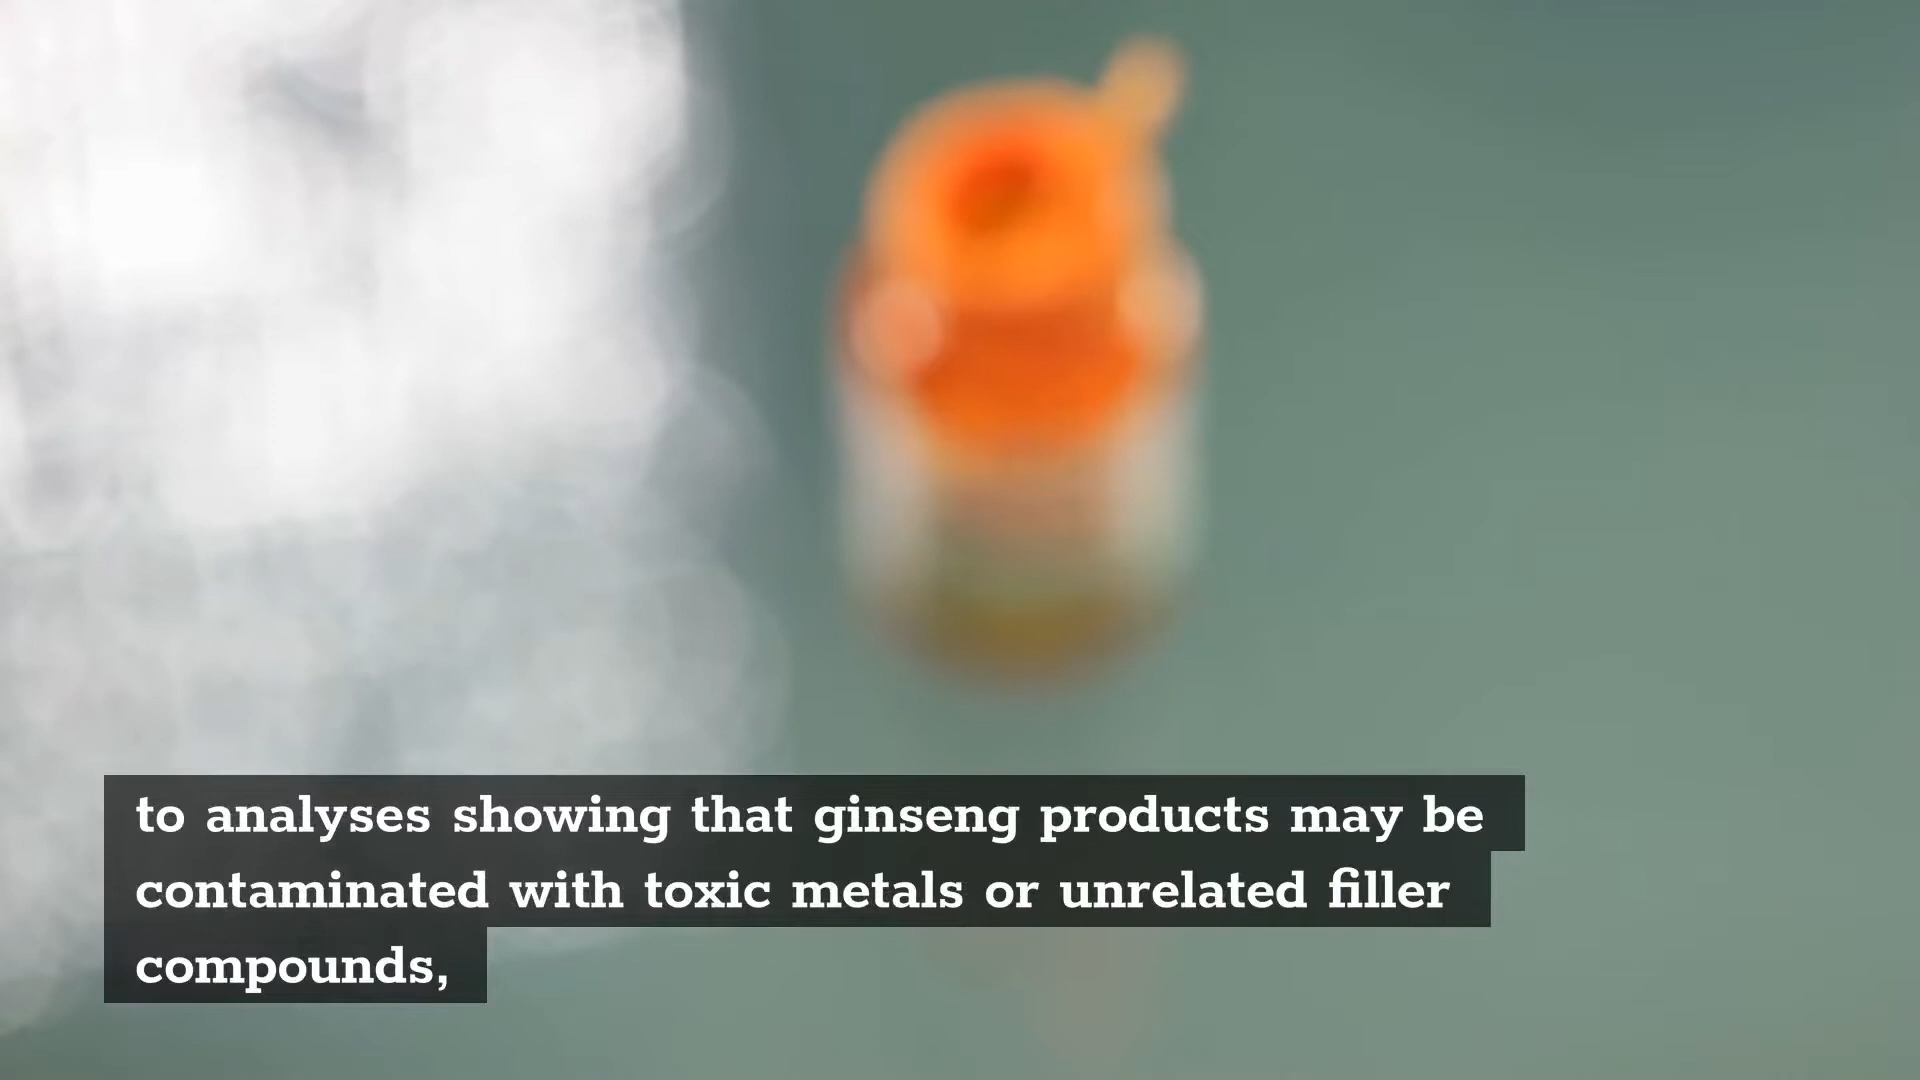 to analyses showing that ginseng products may be
contaminated with toxic metals or unrelated filler
compounds,